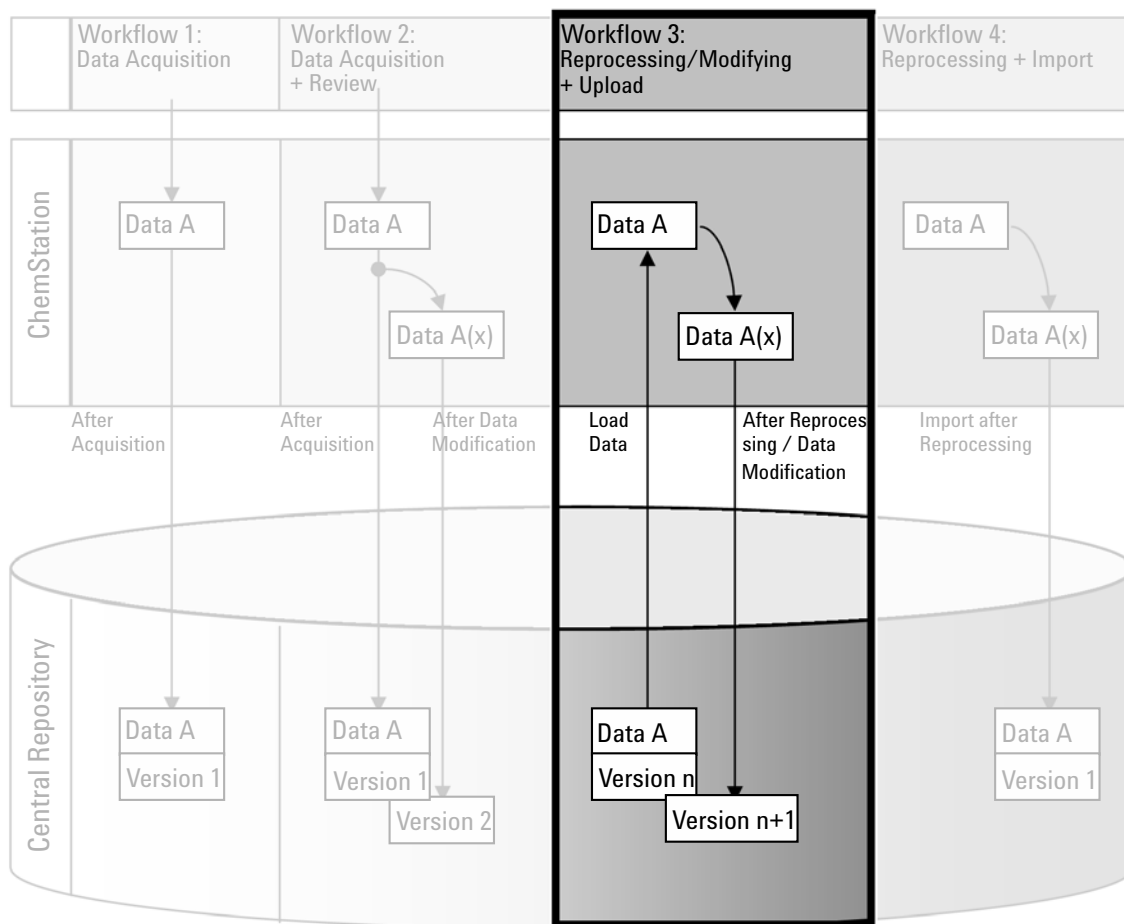 Workflow 1:
Data Acquisition
Workflow 2:
Data Acquisition
+ Review
Workflow 3:
Reprocessing/Modifying
+ Upload
Workflow 4:
Reprocessing + Import
ChemStation
Data A
Data A
Data A(x)
Data A
Data A(x)
Data A
Data A(x)
After
Acquisition
After
Acquisition
After Data
Modification
Load
Data
After Reproces
sing / Data
Modification
Import after
Reprocessing
Central Repository
Data A
Version 1
Data A
Version 1
Version 2
Data A
Version n
Version n+1
Data A
Version 1